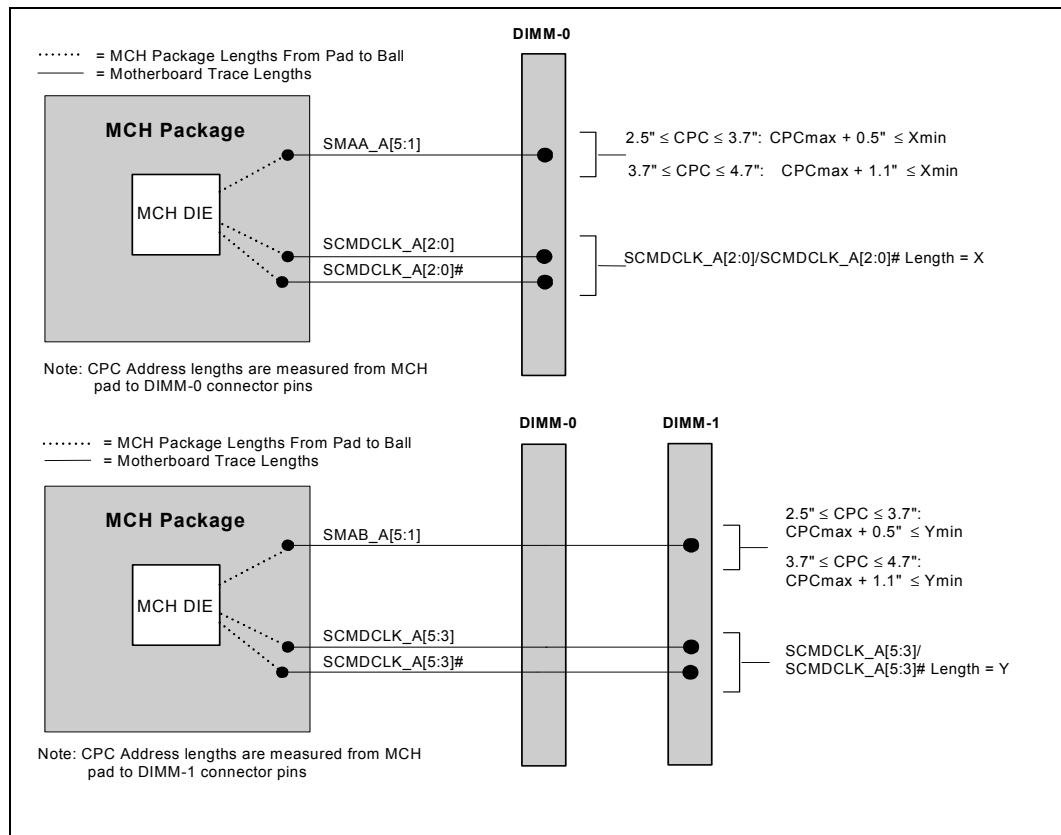 DIMM-0
.......... = MCH Package Lengths From Pad to Ball
= Motherboard Trace Lengths
MCH Package
SMAA_A[5:1]
MCH DIE
SCMDCLK_A[2:0]
SCMDCLK_A[2:0]#
2.5" ≤ CPC ≤ 3.7": CPCmax + 0.5" ≤ Xmin
3.7" ≤ CPC ≤ 4.7": CPCmax + 1.1" ≤ Xmin
SCMDCLK_A[2:0]/SCMDCLK_A[2:0]# Length = X
Note: CPC Address lengths are measured from MCH
pad to DIMM-0 connector pins
DIMM-0
DIMM-1
.......... = MCH Package Lengths From Pad to Ball
= Motherboard Trace Lengths
MCH Package
SMAB_A[5:1]
MCH DIE
SCMDCLK_A[5:3]
SCMDCLK_A[5:3]#
2.5" ≤ CPC ≤ 3.7":
CPCmax + 0.5" ≤ Ymin
3.7" ≤ CPC ≤ 4.7":
CPCmax + 1.1" ≤ Ymin
SCMDCLK_A[5:3]/
SCMDCLK_A[5:3]# Length = Y
Note: CPC Address lengths are measured from MCH
pad to DIMM-1 connector pins